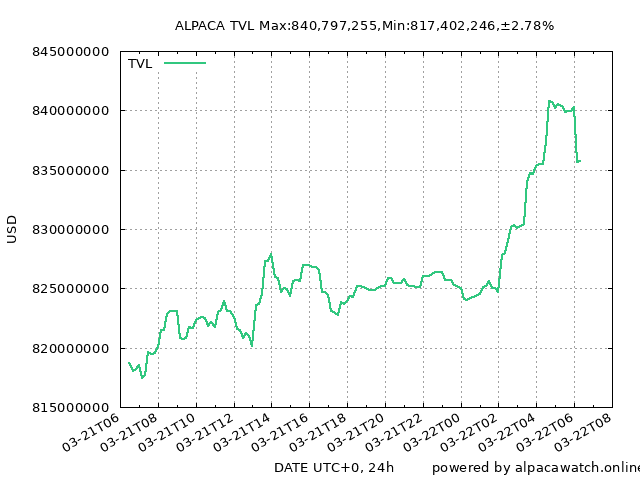 ALPACA TVL Max:840,797,255,Min:817,402,246,±2.78%
TVL
845000000
840000000
835000000
830000000
825000000
820000000
815000000
USD
03-21T06
03-21T08
03-21T10
03-21T12
03-21T14
03-21T16
03-21T18
03-21T20
03-21T22
03-22T00
03-22T02
03-22T04
03-22T06
03-22T08
DATE UTC+0, 24h
powered by alpacawatch.online